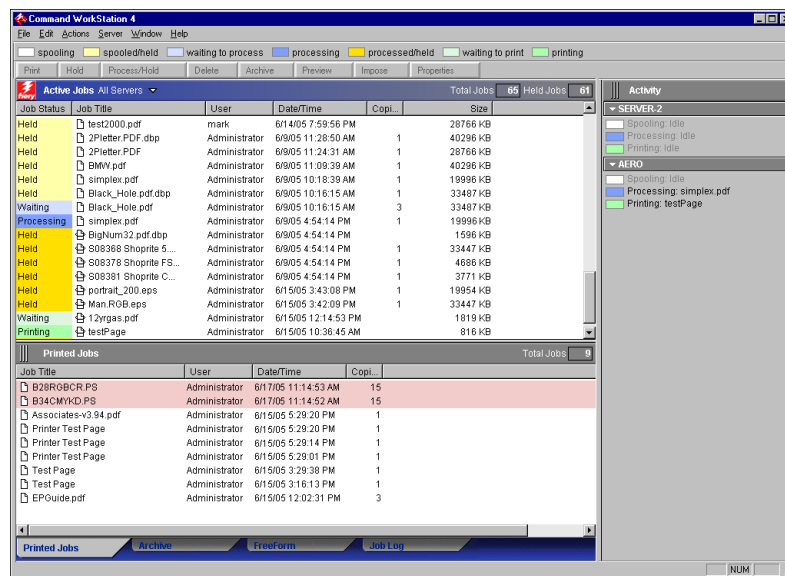 Command WorkStation 4
File Edit Actions Server Window Help
spooling spooled/held waiting to process processing processed/held waiting to print printing
Print Hold Process/Hold Delete Archive Preview Impose Properties
fiery Active Jobs All Servers Total Jobs 65 Held Jobs 61
Job Status Job Title User Date/Time Copi... Size
Held test2000.pdf mark 6/14/05 7:59:56 PM 28766 KB
Held 2Pletter.PDF.dbp Administrator 6/9/05 11:28:50 AM 1 40296 KB
Held 2Pletter.PDF Administrator 6/9/05 11:24:31 AM 1 28766 KB
Held BMW.pdf Administrator 6/9/05 11:09:39 AM 1 40296 KB
Held simplex.pdf Administrator 6/9/05 10:18:39 AM 1 19996 KB
Held Black_Hole.pdf.dbp Administrator 6/9/05 10:16:15 AM 1 33487 KB
Waiting Black_Hole.pdf Administrator 6/9/05 10:16:15 AM 3 33487 KB
Processing simplex.pdf Administrator 6/9/05 4:54:14 PM 1 19996 KB
Held BigNum32.pdf.dbp Administrator 6/9/05 4:54:14 PM 1596 KB
Held S08368 Shoprite 5.... Administrator 6/9/05 4:54:14 PM 1 33447 KB
Held S08378 Shoprite FS... Administrator 6/9/05 4:54:14 PM 1 4686 KB
Held S08381 Shoprite C... Administrator 6/9/05 4:54:14 PM 1 3771 KB
Held portrait_200.eps Administrator 6/15/05 3:43:08 PM 1 19954 KB
Held Man.RGB.eps Administrator 6/15/05 3:42:09 PM 1 33447 KB
Waiting 12yrgas.pdf Administrator 6/15/05 12:14:53 PM 1819 KB
Printing testPage Administrator 6/15/05 10:36:45 AM 816 KB
Activity
SERVER-2
Spooling: Idle
Processing: Idle
Printing: Idle
AERO
Spooling: Idle
Processing: simplex.pdf
Printing: testPage
Printed Jobs Total Jobs 9
Job Title User Date/Time Copi...
B28RGBCR.PS Administrator 6/17/05 11:14:53 AM 15
B34CMYKD.PS Administrator 6/17/05 11:14:52 AM 15
Associates-v3.94.pdf Administrator 6/15/05 5:29:20 PM 1
Printer Test Page Administrator 6/15/05 5:29:20 PM 1
Printer Test Page Administrator 6/15/05 5:29:14 PM 1
Printer Test Page Administrator 6/15/05 5:29:01 PM 1
Test Page Administrator 6/15/05 3:29:38 PM 1
Test Page Administrator 6/15/05 3:16:13 PM 1
EPGuide.pdf Administrator 6/15/05 12:02:31 PM 3
Printed Jobs Archive FreeForm Job Log
NUM